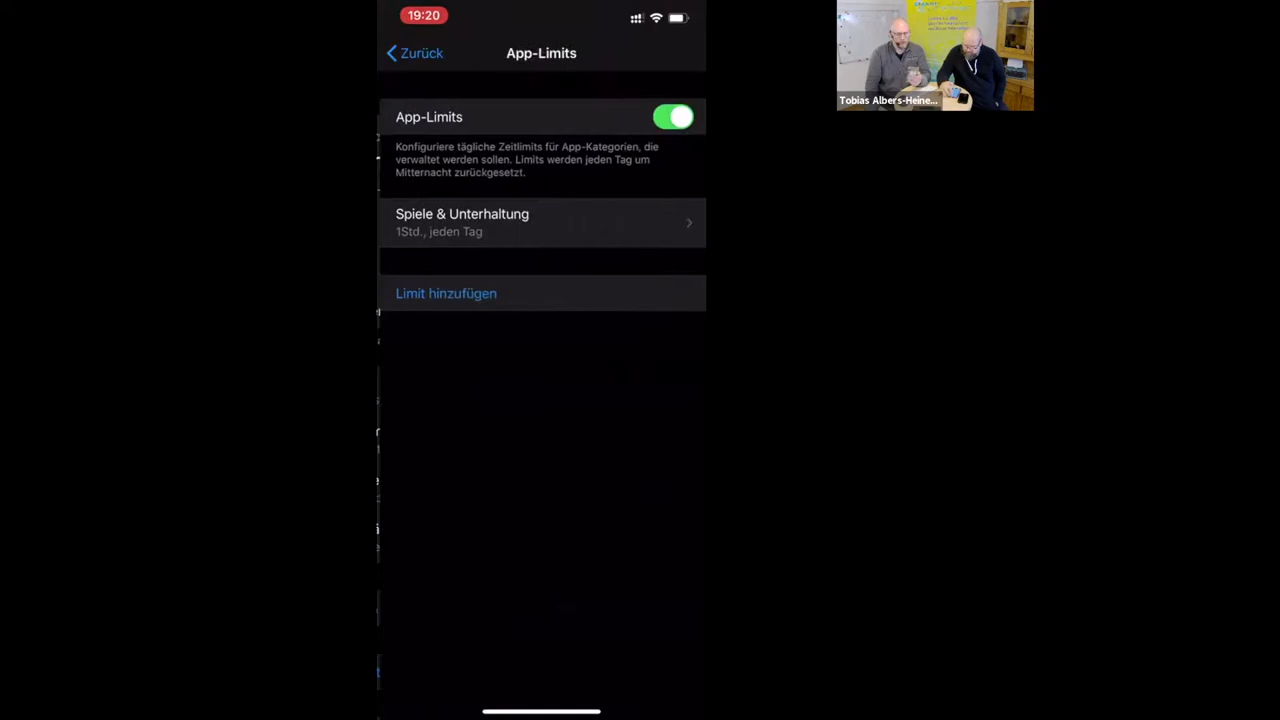 19:20
Zurück
App-Limits
App-Limits
Konfiguriere tägliche Zeitlimits für App-Kategorien, die
verwaltet werden sollen. Limits werden jeden Tag um
Mitternacht zurückgesetzt.
Spiele & Unterhaltung
1Std., jeden Tag
Limit hinzufügen
Tobias Albers-Heine...